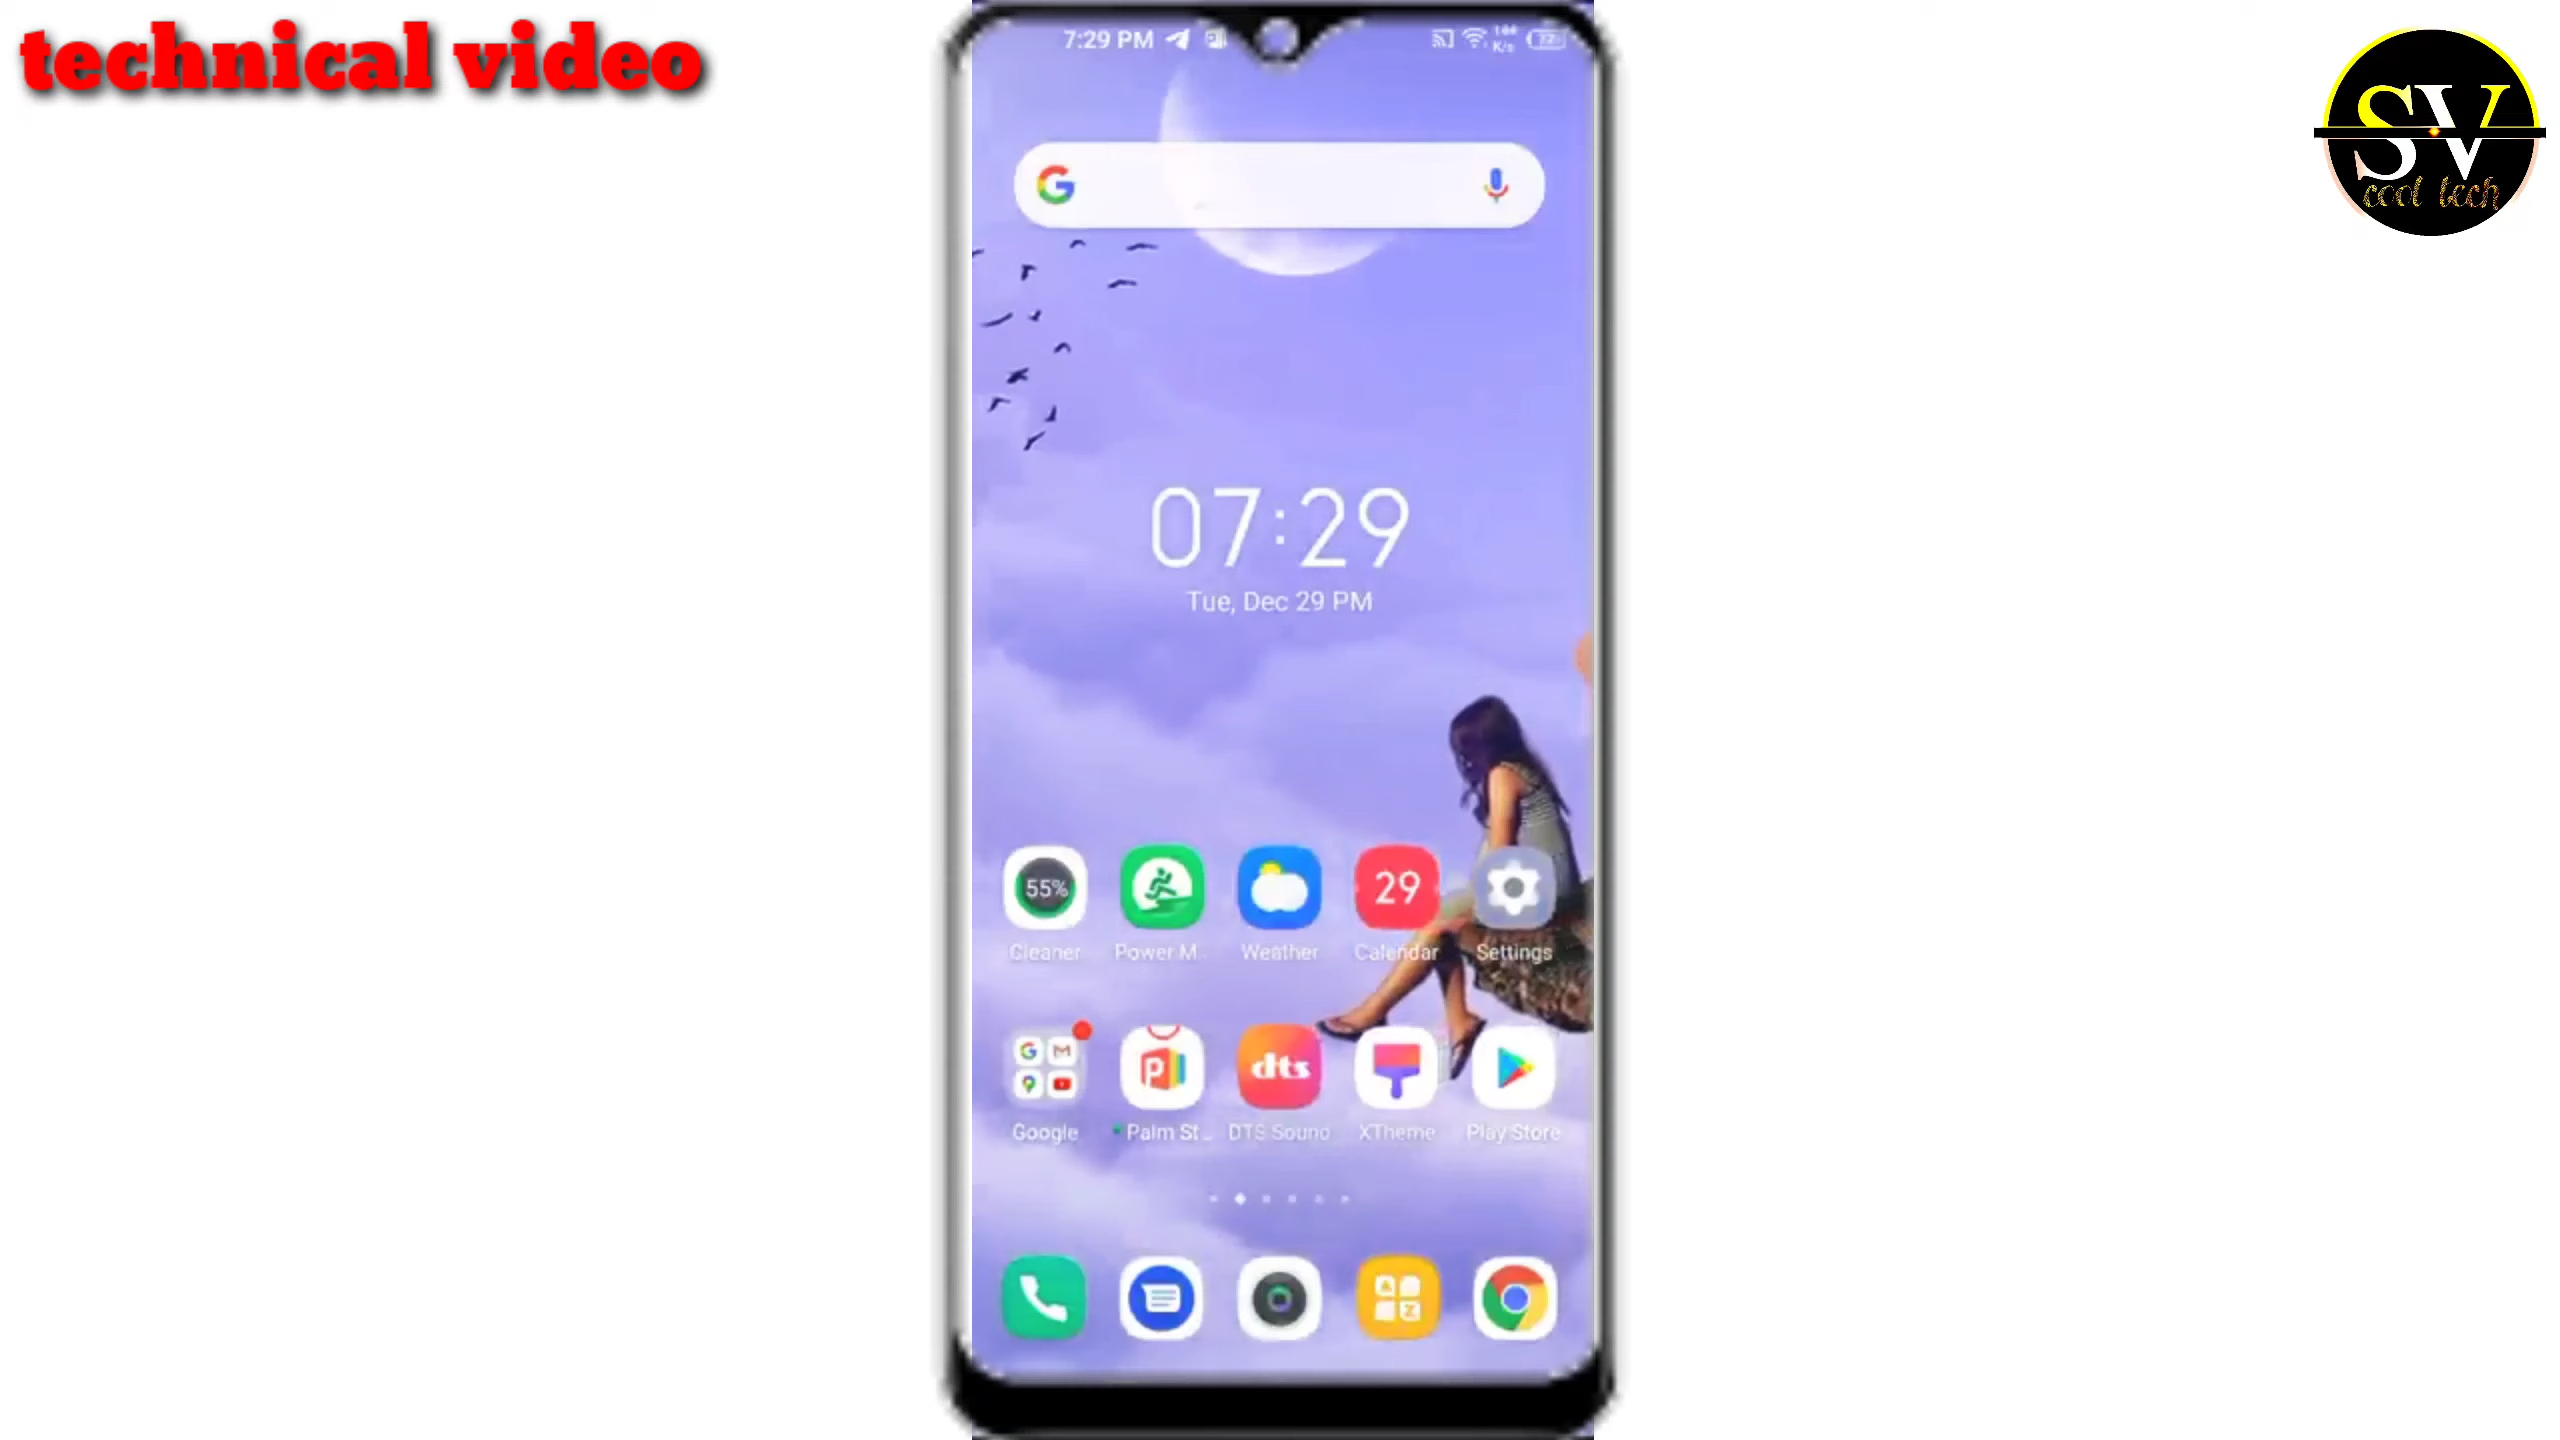 technical video
SV
cool tech
7:29 PM
K/s
07:29
Tue, Dec 29 PM
55%
29
Cleaner
Power M...
Weather
Calendar
Settings
dts
Google
Palm St...
DTS Sound
XTheme
Play Store